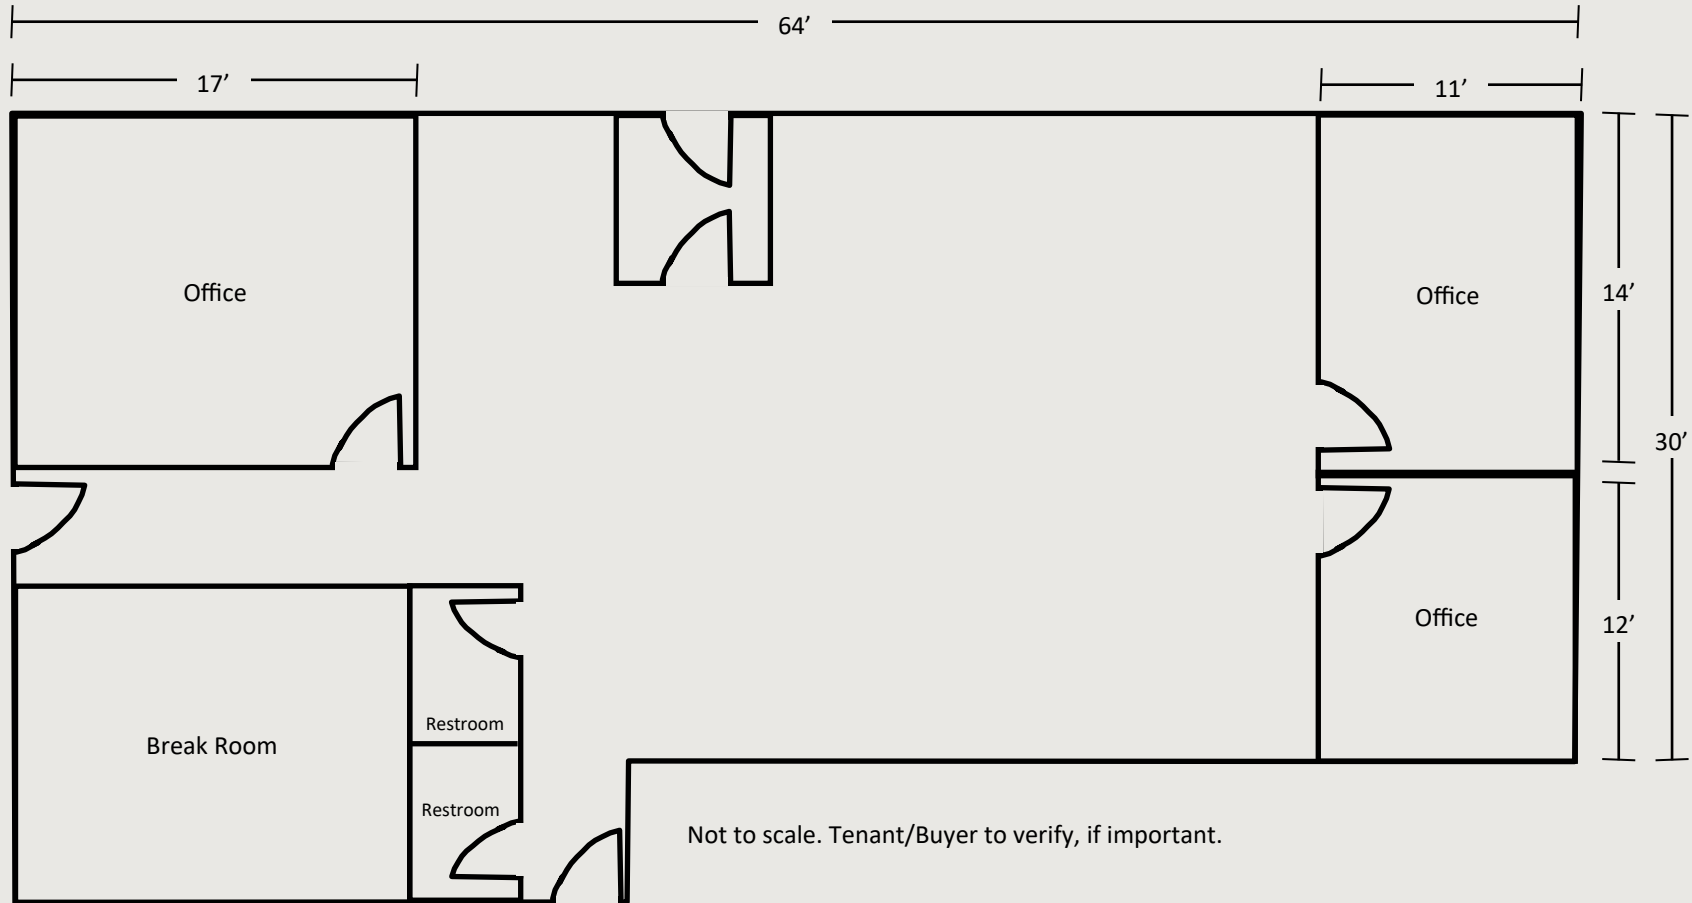 64’
17’
11’
Office
Office
14’
30’
Office
12’
Restroom
Break Room
Restroom
Not to scale. Tenant/Buyer to verify, if important.